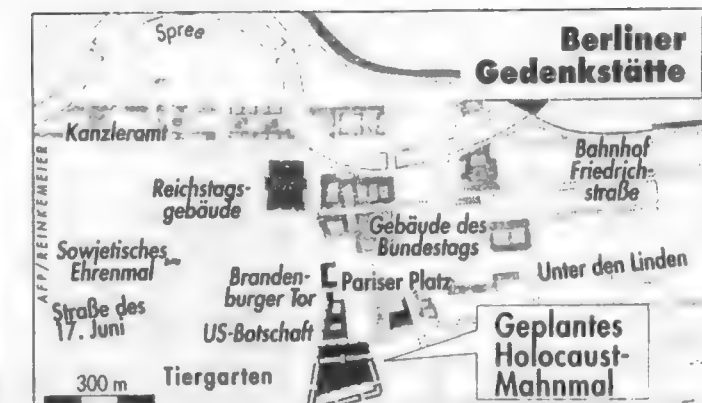 Spree
Berliner
Gedenkstätte
Kanzleramt
Bahnhof
Friedrich-
straße
Reichstags-
gebäude
Gebäude des
Bundestags
AFP/REINKEMEIER
Sowjetisches
Ehrenmal
Branden-
burger Tor
Pariser Platz
Unter den Linden
Straße des
17. Juni
US-Botschaft
Geplantes
Holocaust-
Mahnmal
300 m
Tiergarten